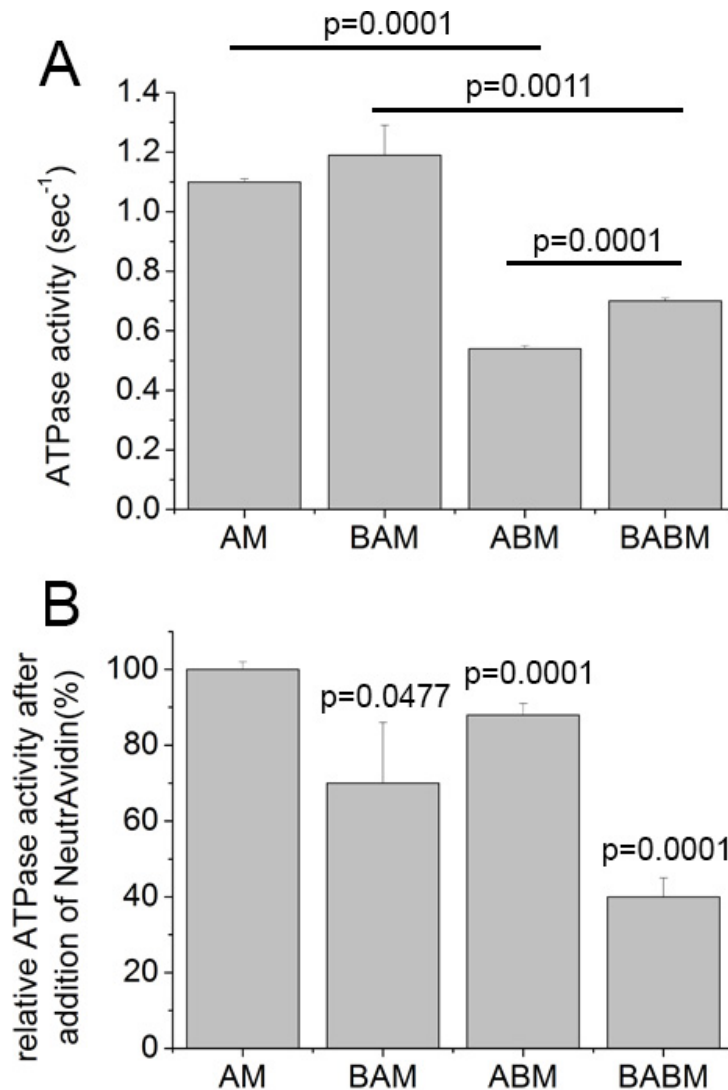 p=0.0001
A
p=0.0011
p=0.0001
ATPase activity (sec⁻¹)
1.4
1.2
1.0
0.8
0.6
0.4
0.2
0.0
AM BAM ABM BABM
B
relative ATPase activity after
addition of NeutrAvidin(%)
100
80
60
40
20
0
p=0.0477
p=0.0001
p=0.0001
AM BAM ABM BABM